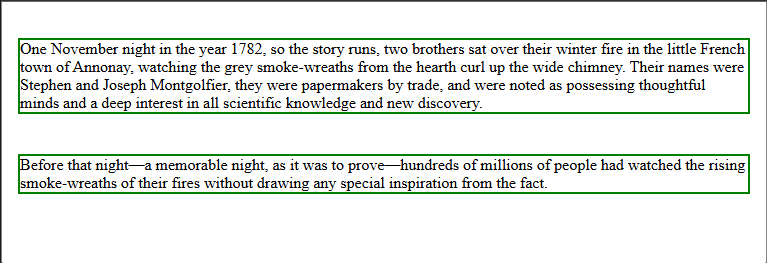 One November night in the year 1782, so the story runs, two brothers sat over their winter fire in the little French
town of Annonay, watching the grey smoke-wreaths from the hearth curl up the wide chimney. Their names were
Stephen and Joseph Montgolfier, they were papermakers by trade, and were noted as possessing thoughtful
minds and a deep interest in all scientific knowledge and new discovery.
Before that night—a memorable night, as it was to prove—hundreds of millions of people had watched the rising
smoke-wreaths of their fires without drawing any special inspiration from the fact.